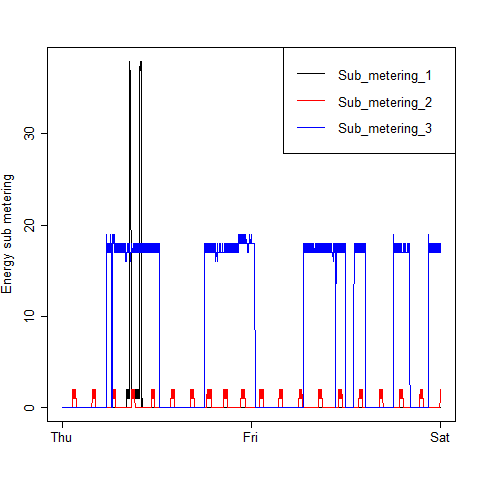 Sub_metering_1
Sub_metering_2
Sub_metering_3
Energy sub metering
30
20
10
0
Thu
Fri
Sat